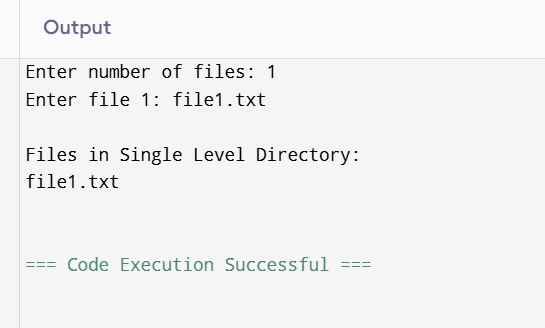 Output
Enter number of files: 1
Enter file 1: file1.txt
Files in Single Level Directory:
file1.txt
=== Code Execution Successful ===